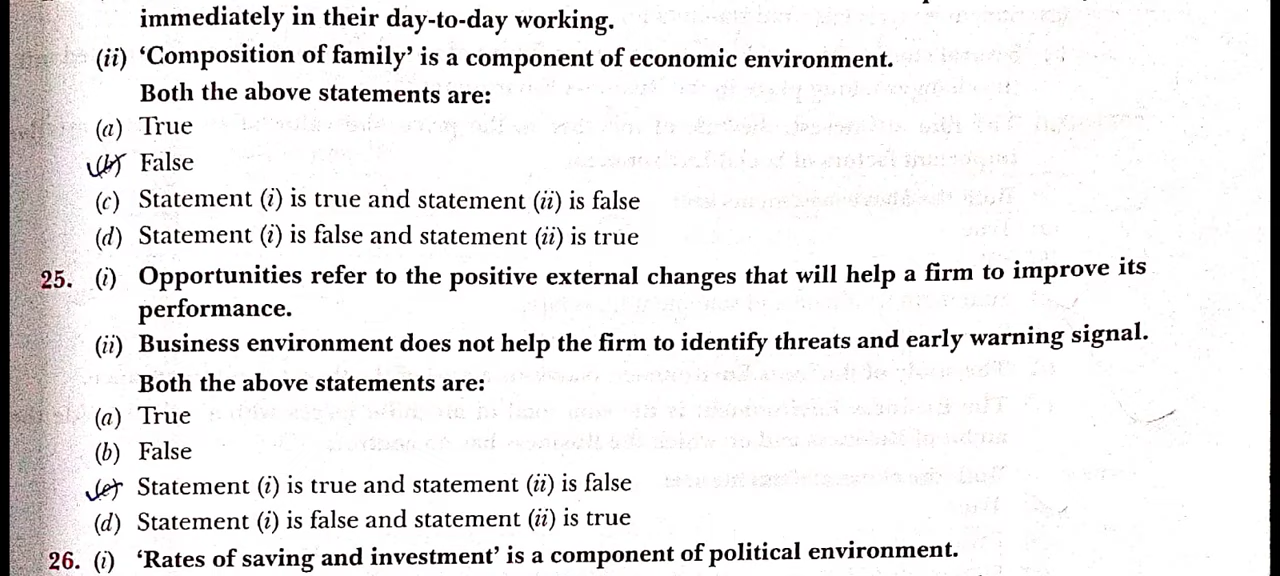 immediately in their day-to-day working.
(ii) ‘Composition of family’ is a component of economic environment.
Both the above statements are:
(a) True
(b) False
(c) Statement (i) is true and statement (ii) is false
(d) Statement (i) is false and statement (ii) is true
25. (i) Opportunities refer to the positive external changes that will help a firm to improve its
performance.
(ii) Business environment does not help the firm to identify threats and early warning signal.
Both the above statements are:
(a) True
(b) False
(c) Statement (i) is true and statement (ii) is false
(d) Statement (i) is false and statement (ii) is true
26. (i) ‘Rates of saving and investment’ is a component of political environment.